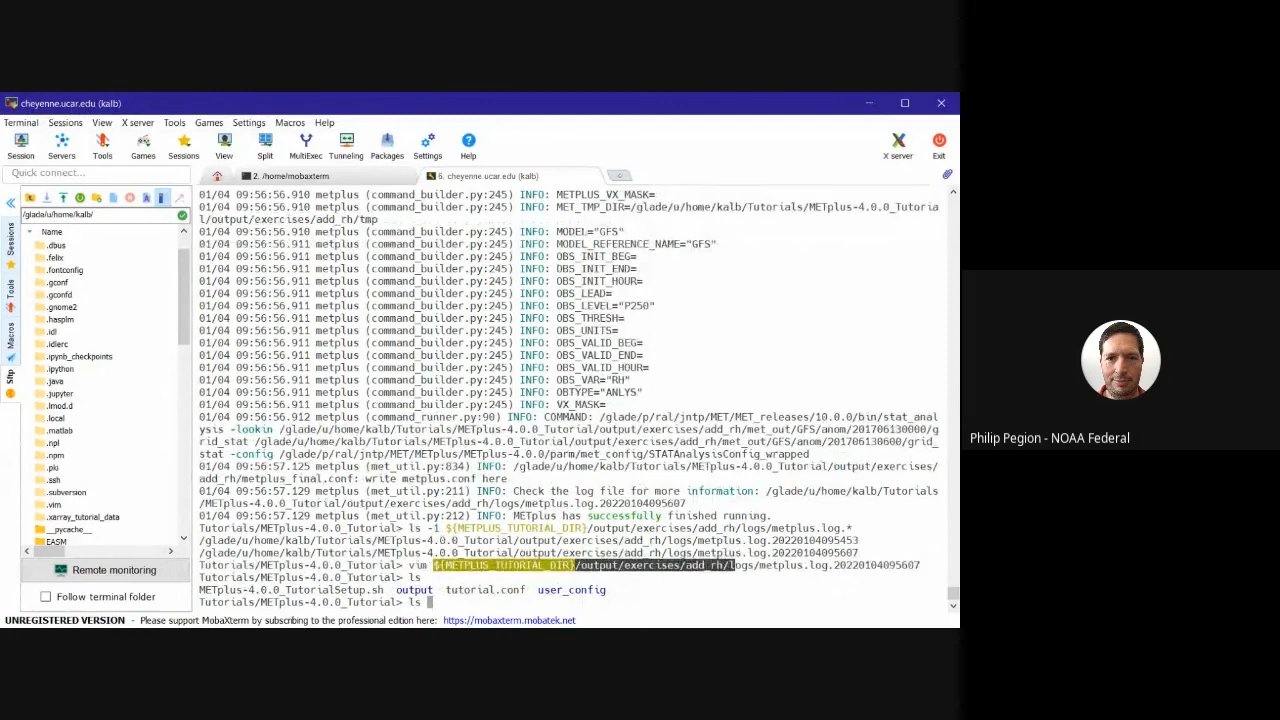 cheyenne.ucar.edu (kalb)
Terminal Sessions View X server Tools Games Settings Macros Help
Session Servers Tools Games Sessions View Split MultiExec Tunneling Packages Settings Help X server Exit
Quick connect...
2. /home/mobaxterm
6. cheyenne.ucar.edu (kalb)
/glade/u/home/kalb/
Sessions
Tools
Macros
Sftp
Name
.dbus
.felix
.fontconfig
.gconf
.gconfd
.gnome2
.hasplm
.idl
.idlerc
.ipynb_checkpoints
.ipython
.java
.jupyter
.lmod.d
.local
.matlab
.npl
.npm
.pki
.ssh
.subversion
.vim
.xarray_tutorial_data
__pycache__
EASM
Remote monitoring
Follow terminal folder
01/04 09:56:56.910 metplus (command_builder.py:245) INFO: METPLUS_VX_MASK=
01/04 09:56:56.910 metplus (command_builder.py:245) INFO: MET_TMP_DIR=/glade/u/home/kalb/Tutorials/METplus-4.0.0_Tutoria
l/output/exercises/add_rh/tmp
01/04 09:56:56.910 metplus (command_builder.py:245) INFO: MODEL="GFS"
01/04 09:56:56.911 metplus (command_builder.py:245) INFO: MODEL_REFERENCE_NAME="GFS"
01/04 09:56:56.911 metplus (command_builder.py:245) INFO: OBS_INIT_BEG=
01/04 09:56:56.911 metplus (command_builder.py:245) INFO: OBS_INIT_END=
01/04 09:56:56.911 metplus (command_builder.py:245) INFO: OBS_INIT_HOUR=
01/04 09:56:56.911 metplus (command_builder.py:245) INFO: OBS_LEAD=
01/04 09:56:56.911 metplus (command_builder.py:245) INFO: OBS_LEVEL="P250"
01/04 09:56:56.911 metplus (command_builder.py:245) INFO: OBS_THRESH=
01/04 09:56:56.911 metplus (command_builder.py:245) INFO: OBS_UNITS=
01/04 09:56:56.911 metplus (command_builder.py:245) INFO: OBS_VALID_BEG=
01/04 09:56:56.911 metplus (command_builder.py:245) INFO: OBS_VALID_END=
01/04 09:56:56.911 metplus (command_builder.py:245) INFO: OBS_VALID_HOUR=
01/04 09:56:56.911 metplus (command_builder.py:245) INFO: OBS_VAR="RH"
01/04 09:56:56.911 metplus (command_builder.py:245) INFO: OBTYPE="ANLYS"
01/04 09:56:56.911 metplus (command_builder.py:245) INFO: VX_MASK=
01/04 09:56:56.912 metplus (command_runner.py:90) INFO: COMMAND: /glade/p/ral/jntp/MET/MET_releases/10.0.0/bin/stat_anal
ysis -lookin /glade/u/home/kalb/Tutorials/METplus-4.0.0_Tutorial/output/exercises/add_rh/met_out/GFS/anom/201706130000/g
rid_stat /glade/u/home/kalb/Tutorials/METplus-4.0.0_Tutorial/output/exercises/add_rh/met_out/GFS/anom/201706130600/grid_
stat -config /glade/p/ral/jntp/MET/METplus/METplus-4.0.0/parm/met_config/STATAnalysisConfig_wrapped
01/04 09:56:57.125 metplus (met_util.py:834) INFO: /glade/u/home/kalb/Tutorials/METplus-4.0.0_Tutorial/output/exercises/
add_rh/metplus_final.conf: write metplus.conf here
01/04 09:56:57.129 metplus (met_util.py:211) INFO: Check the log file for more information: /glade/u/home/kalb/Tutorials
/METplus-4.0.0_Tutorial/output/exercises/add_rh/logs/metplus.log.20220104095607
01/04 09:56:57.129 metplus (met_util.py:212) INFO: METplus has successfully finished running.
Tutorials/METplus-4.0.0_Tutorial> ls -1 ${METPLUS_TUTORIAL_DIR}/output/exercises/add_rh/logs/metplus.log.*
/glade/u/home/kalb/Tutorials/METplus-4.0.0_Tutorial/output/exercises/add_rh/logs/metplus.log.20220104095453
/glade/u/home/kalb/Tutorials/METplus-4.0.0_Tutorial/output/exercises/add_rh/logs/metplus.log.20220104095607
Tutorials/METplus-4.0.0_Tutorial> vim ${METPLUS_TUTORIAL_DIR}/output/exercises/add_rh/logs/metplus.log.20220104095607
Tutorials/METplus-4.0.0_Tutorial> ls
METplus-4.0.0_TutorialSetup.sh output tutorial.conf user_config
Tutorials/METplus-4.0.0_Tutorial> ls
UNREGISTERED VERSION - Please support MobaXterm by subscribing to the professional edition here: https://mobaxterm.mobatek.net
Philip Pegion - NOAA Federal